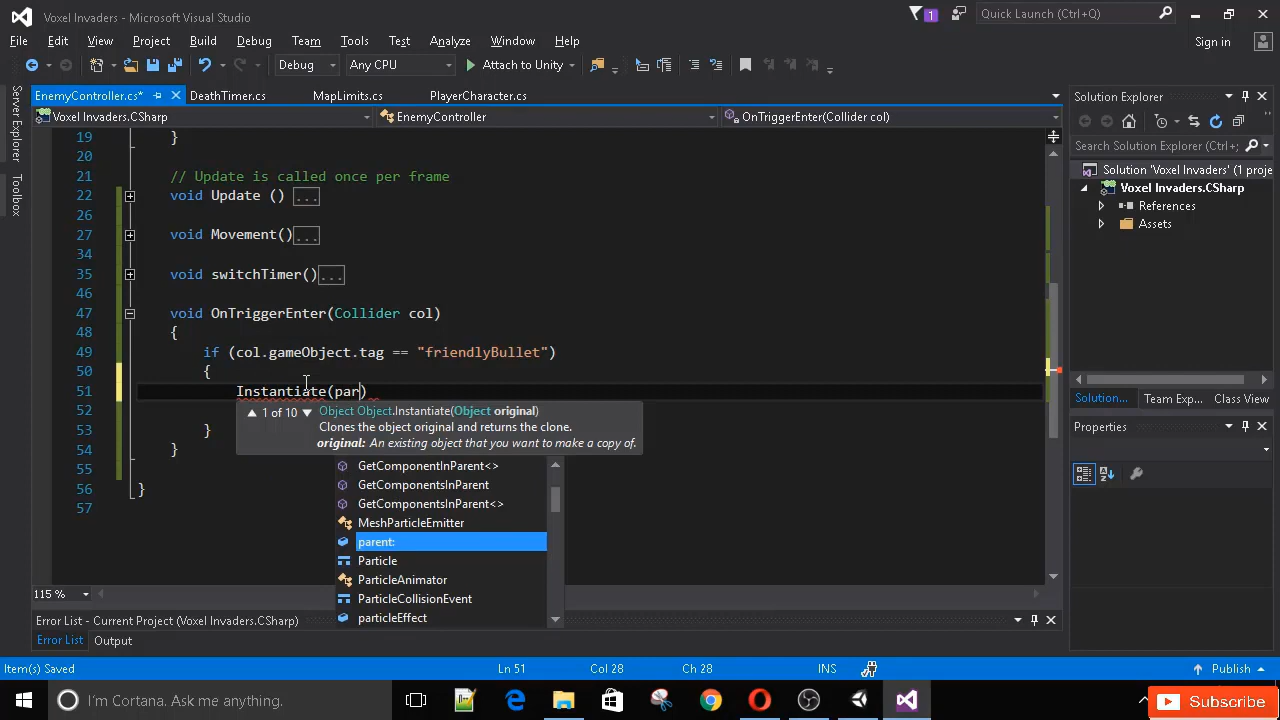 Voxel Invaders - Microsoft Visual Studio
1
Quick Launch (Ctrl+Q)
File Edit View Project Build Debug Team Tools Test Analyze Window Help
Sign in
Debug Any CPU Attach to Unity
Server Explorer
Toolbox
EnemyController.cs* DeathTimer.cs MapLimits.cs PlayerCharacter.cs
Voxel Invaders.CSharp EnemyController OnTriggerEnter(Collider col)
19 }
20
21 // Update is called once per frame
22 void Update () ...
26
27 void Movement() ...
34
35 void switchTimer() ...
46
47 void OnTriggerEnter(Collider col)
48 {
49 if (col.gameObject.tag == "friendlyBullet")
50 {
51 Instantiate(par)
52
53 }
54 }
55
56 }
57
1 of 10 Object Object.Instantiate(Object original)
Clones the object original and returns the clone.
original: An existing object that you want to make a copy of.
GetComponentInParent<>
GetComponentsInParent
GetComponentsInParent<>
MeshParticleEmitter
parent:
Particle
ParticleAnimator
ParticleCollisionEvent
particleEffect
115 %
Error List - Current Project (Voxel Invaders.CSharp)
Error List Output
Solution Explorer
Search Solution Explorer (Ctrl+;
Solution 'Voxel Invaders' (1 proje
Voxel Invaders.CSharp
References
Assets
Solution... Team Exp... Class View
Properties
Item(s) Saved Ln 51 Col 28 Ch 28 INS Publish
I'm Cortana. Ask me anything.
Subscribe